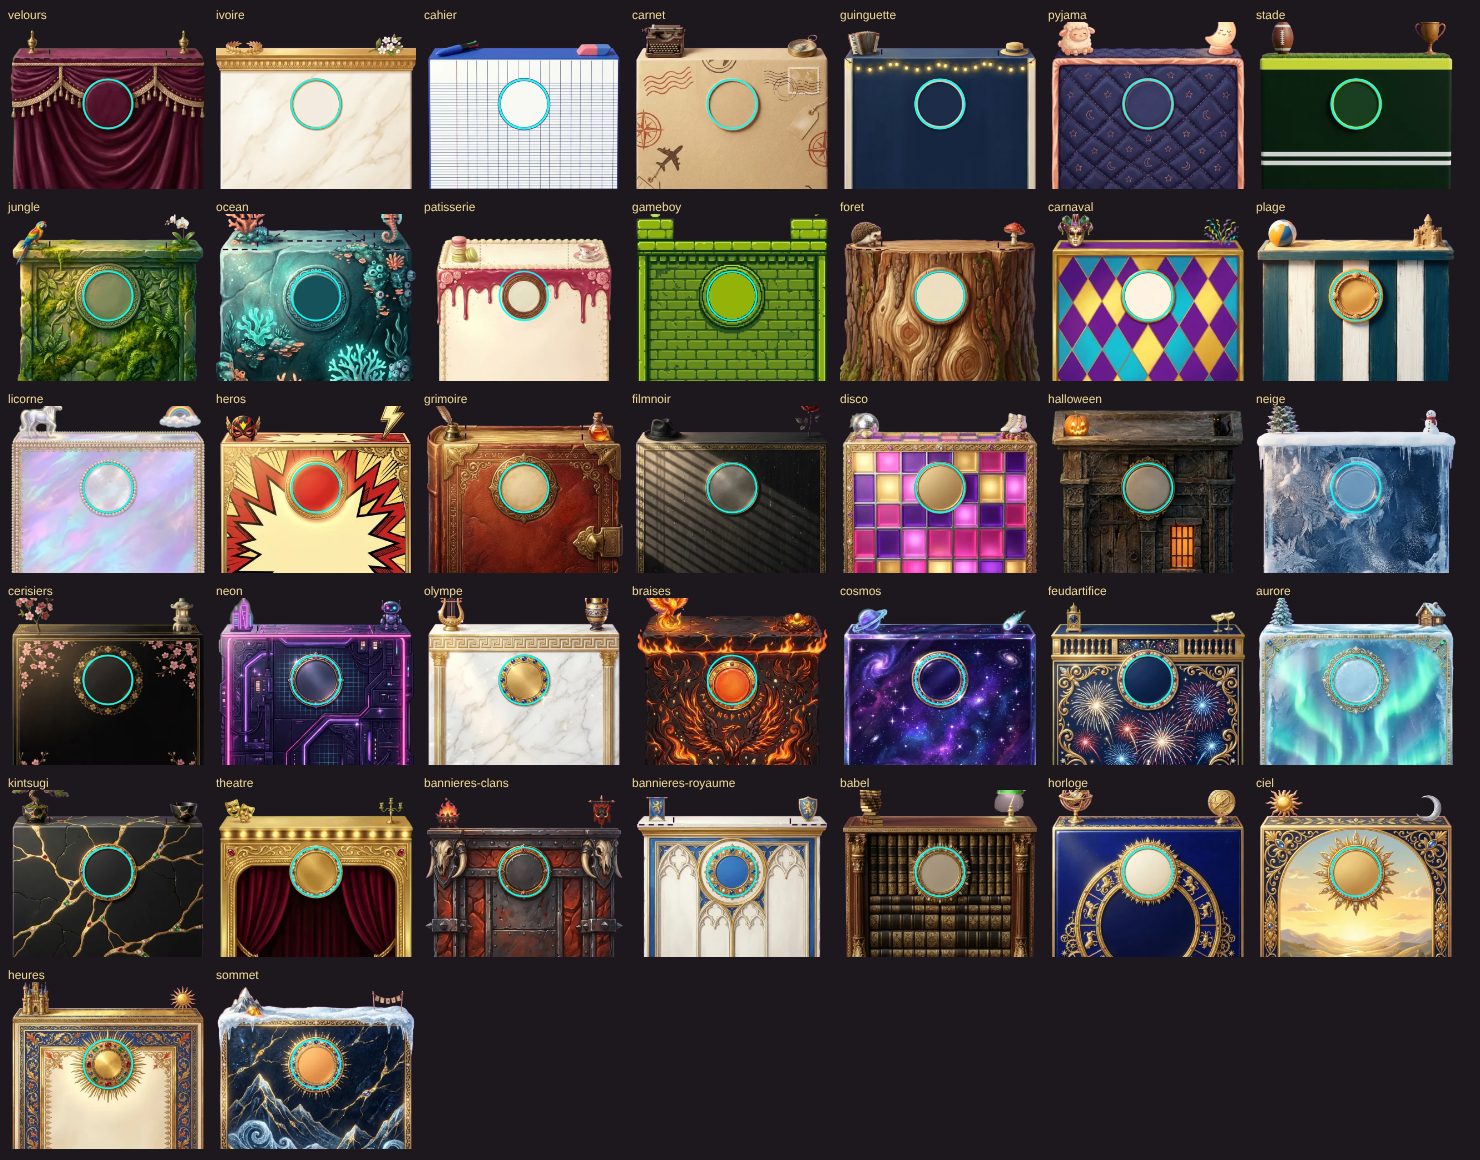 velours ivoire cahier carnet guinguette pyjama stade
jungle ocean patisserie gameboy foret carnaval plage
licorne heros grimoire filmnoir disco halloween neige
cerisiers neon olympe braises cosmos feudartifice aurore
kintsugi theatre bannieres-clans bannieres-royaume babel horloge ciel
heures sommet